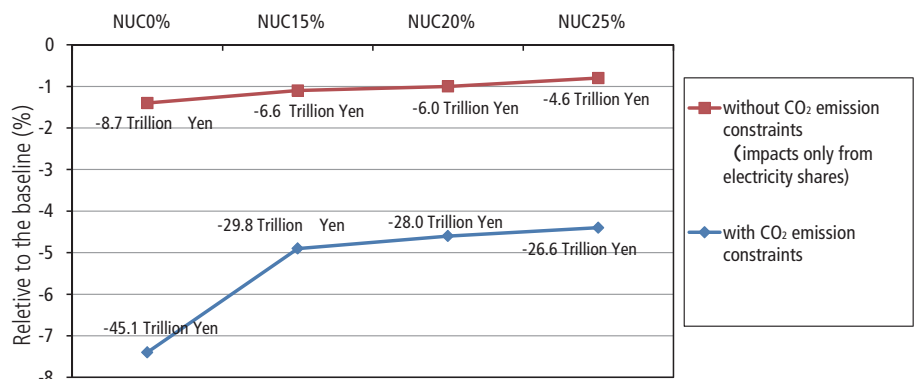 NUC0% NUC15% NUC20% NUC25%
0
-1
-2
-3
-4
-5
-6
-7
-8
Reletive to the baseline (%)
-8.7 Trillion Yen
-6.6 Trillion Yen
-6.0 Trillion Yen
-4.6 Trillion Yen
-45.1 Trillion Yen
-29.8 Trillion Yen
-28.0 Trillion Yen
-26.6 Trillion Yen
without CO₂ emission
constraints
(impacts only from
electricity shares)
with CO₂ emission
constraints